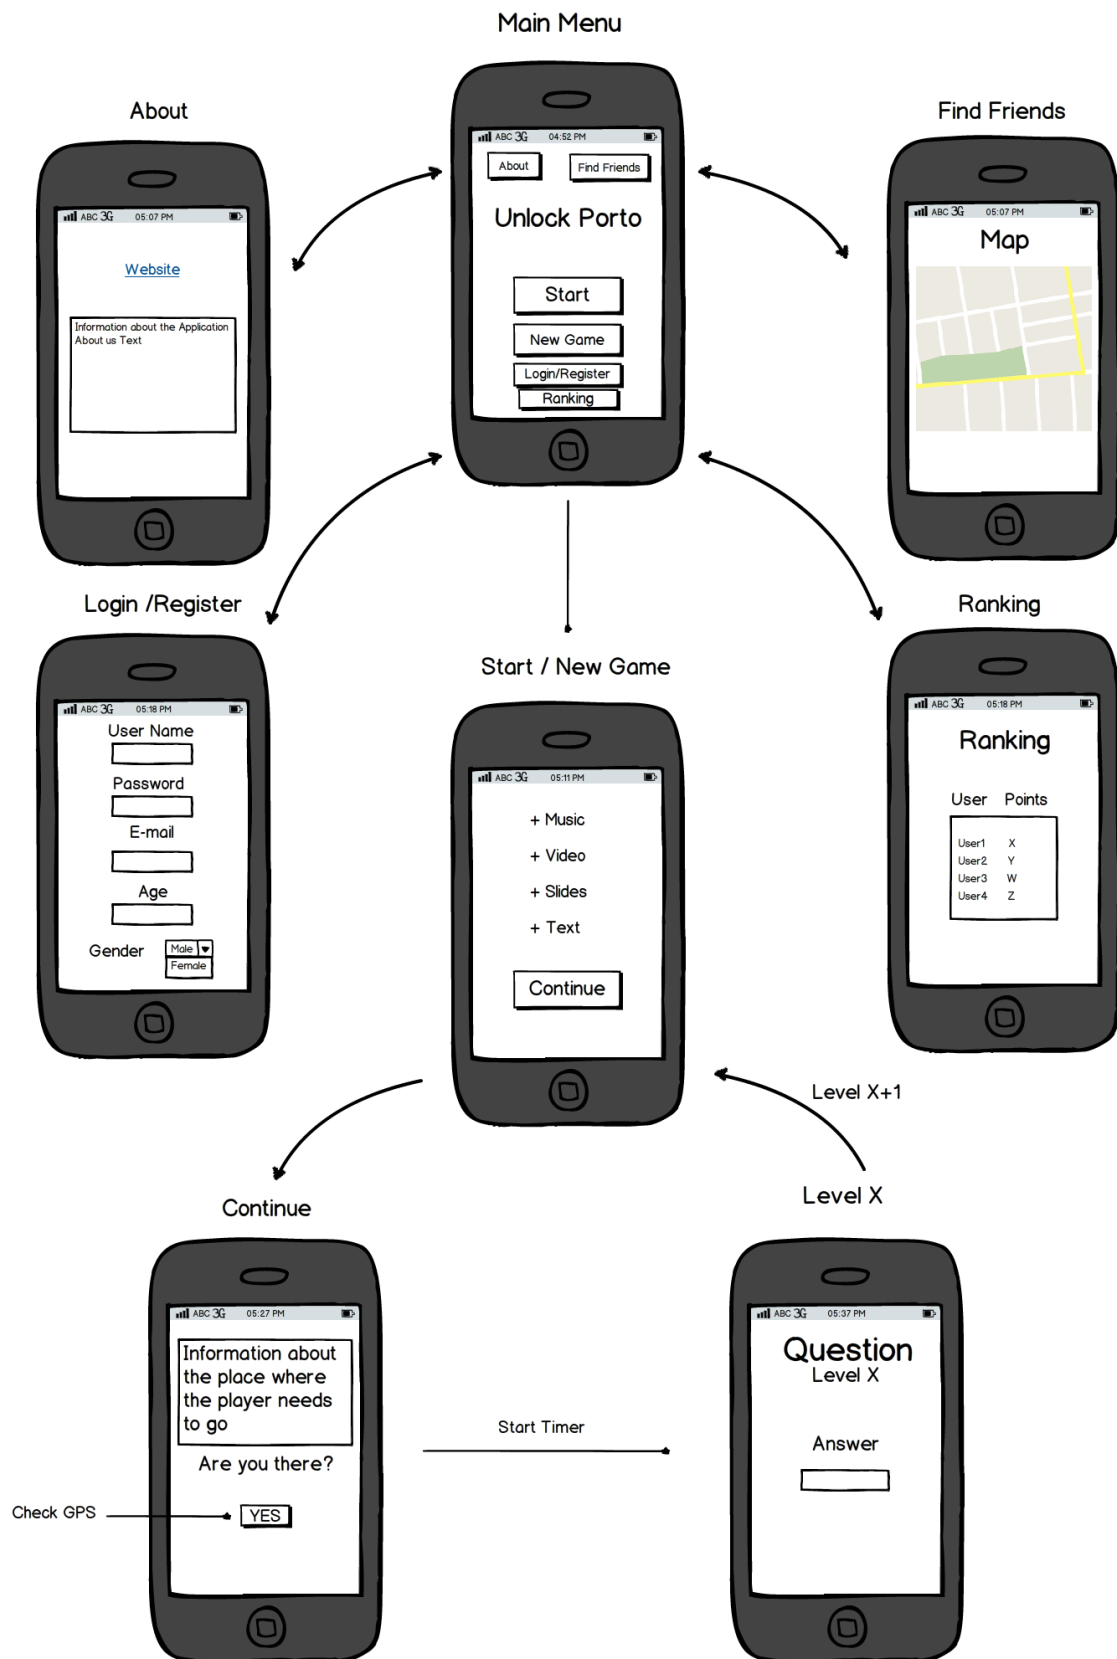 Main Menu
ABC 3G 04:52 PM
About
Find Friends
Unlock Porto
Start
New Game
Login/Register
Ranking
About
ABC 3G 05:07 PM
Website
Information about the Application
About us Text
Find Friends
ABC 3G 05:07 PM
Map
Login /Register
ABC 3G 05:18 PM
User Name
Password
E-mail
Age
Gender
Male
Female
Start / New Game
ABC 3G 05:11 PM
+ Music
+ Video
+ Slides
+ Text
Continue
Ranking
ABC 3G 05:18 PM
Ranking
User Points
User1 X
User2 Y
User3 W
User4 Z
Level X+1
Continue
ABC 3G 05:27 PM
Information about
the place where
the player needs
to go
Are you there?
Check GPS
YES
Start Timer
Level X
ABC 3G 05:37 PM
Question
Level X
Answer